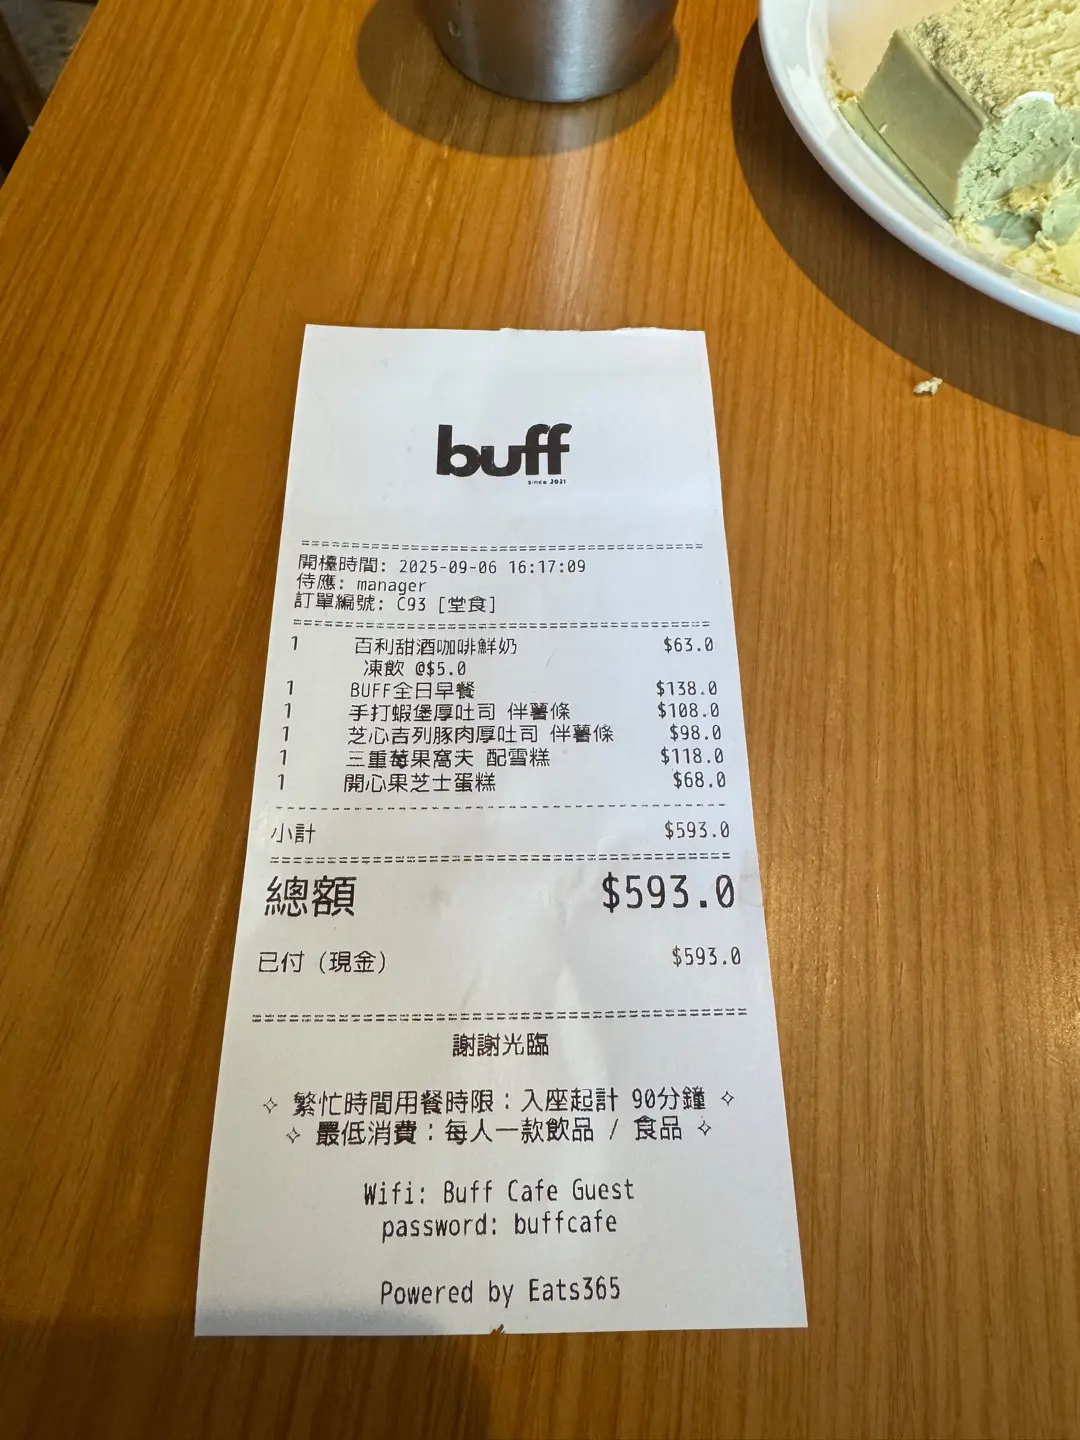 buff
since 2021
開檯時間: 2025-09-06 16:17:09
侍應: manager
訂單編號: C93 [堂食]
1 百利甜酒咖啡鮮奶 $63.0
凍飲 @$5.0
1 BUFF全日早餐 $138.0
1 手打蝦堡厚吐司 伴薯條 $108.0
1 芝心吉列豚肉厚吐司 伴薯條 $98.0
1 三重莓果窩夫 配雪糕 $118.0
1 開心果芝士蛋糕 $68.0
小計 $593.0
總額 $593.0
已付 (現金) $593.0
謝謝光臨
✧ 繁忙時間用餐時限：入座起計 90分鐘 ✧
✧ 最低消費：每人一款飲品 / 食品 ✧
Wifi: Buff Cafe Guest
password: buffcafe
Powered by Eats365